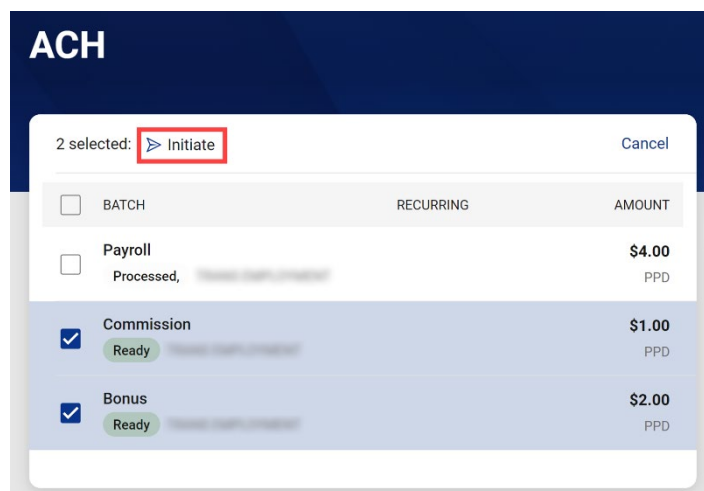 ACH
2 selected: Initiate Cancel
BATCH RECURRING AMOUNT
Payroll $4.00
Processed, PPD
Commission $1.00
Ready PPD
Bonus $2.00
Ready PPD